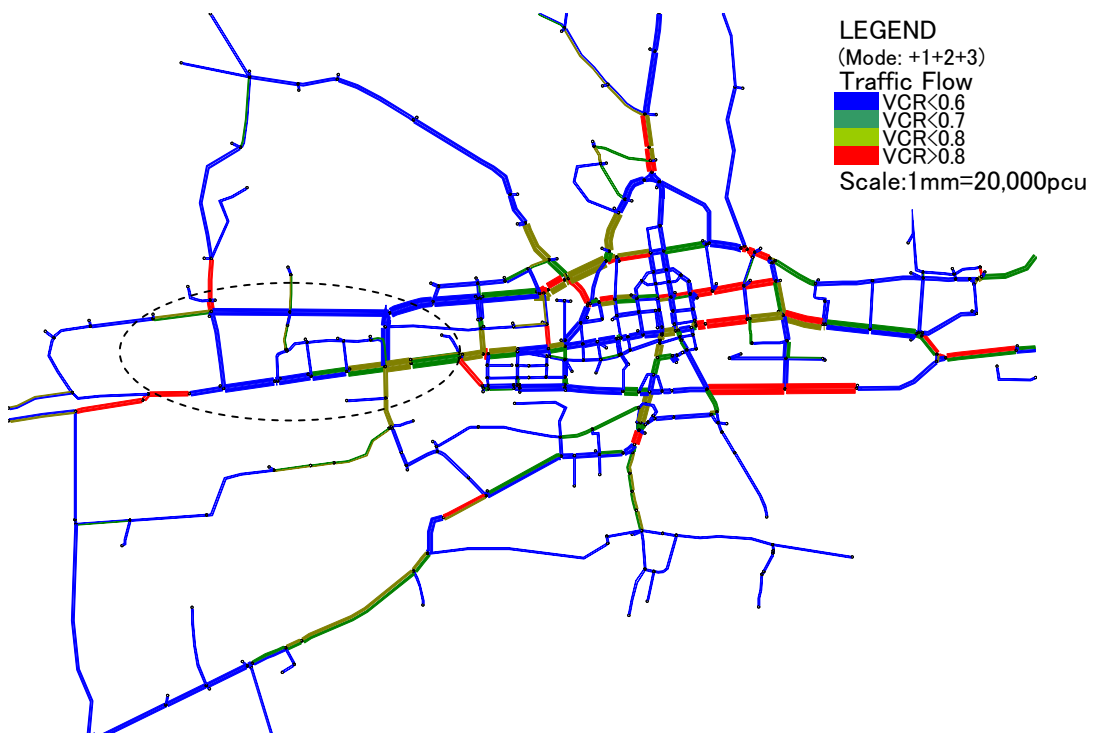 LEGEND
(Mode: +1+2+3)
Traffic Flow
VCR<0.6
VCR<0.7
VCR<0.8
VCR>0.8
Scale:1mm=20,000pcu